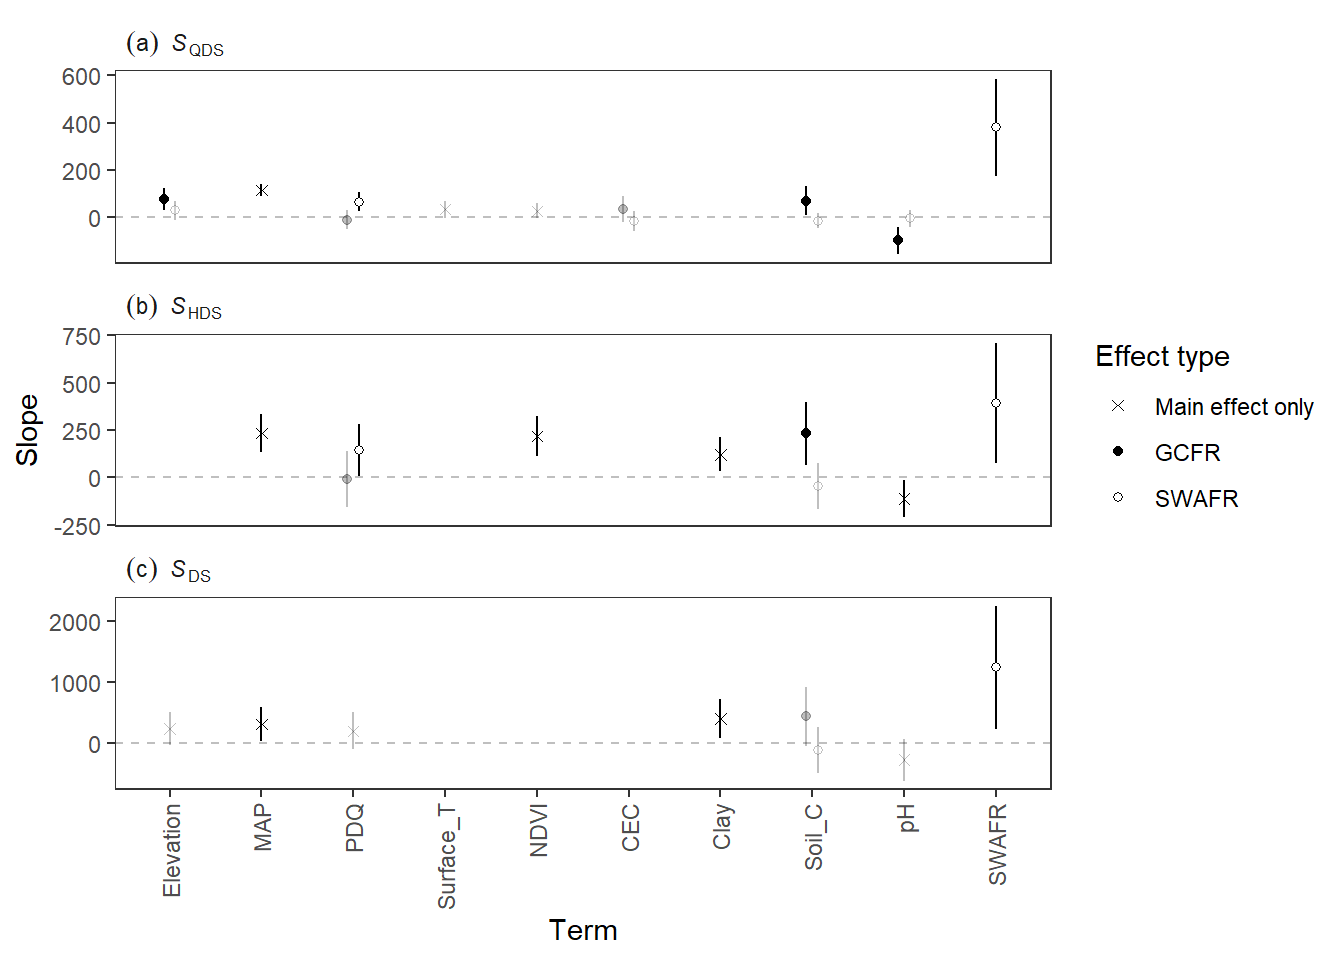 (a) SQDS
600
400
200
0
(b) SHDS
750
500
250
0
-250
(c) SDS
2000
1000
0
Slope
Elevation
MAP
PDQ
Surface_T
NDVI
CEC
Clay
Soil_C
pH
SWAFR
Term
Effect type
Main effect only
GCFR
SWAFR